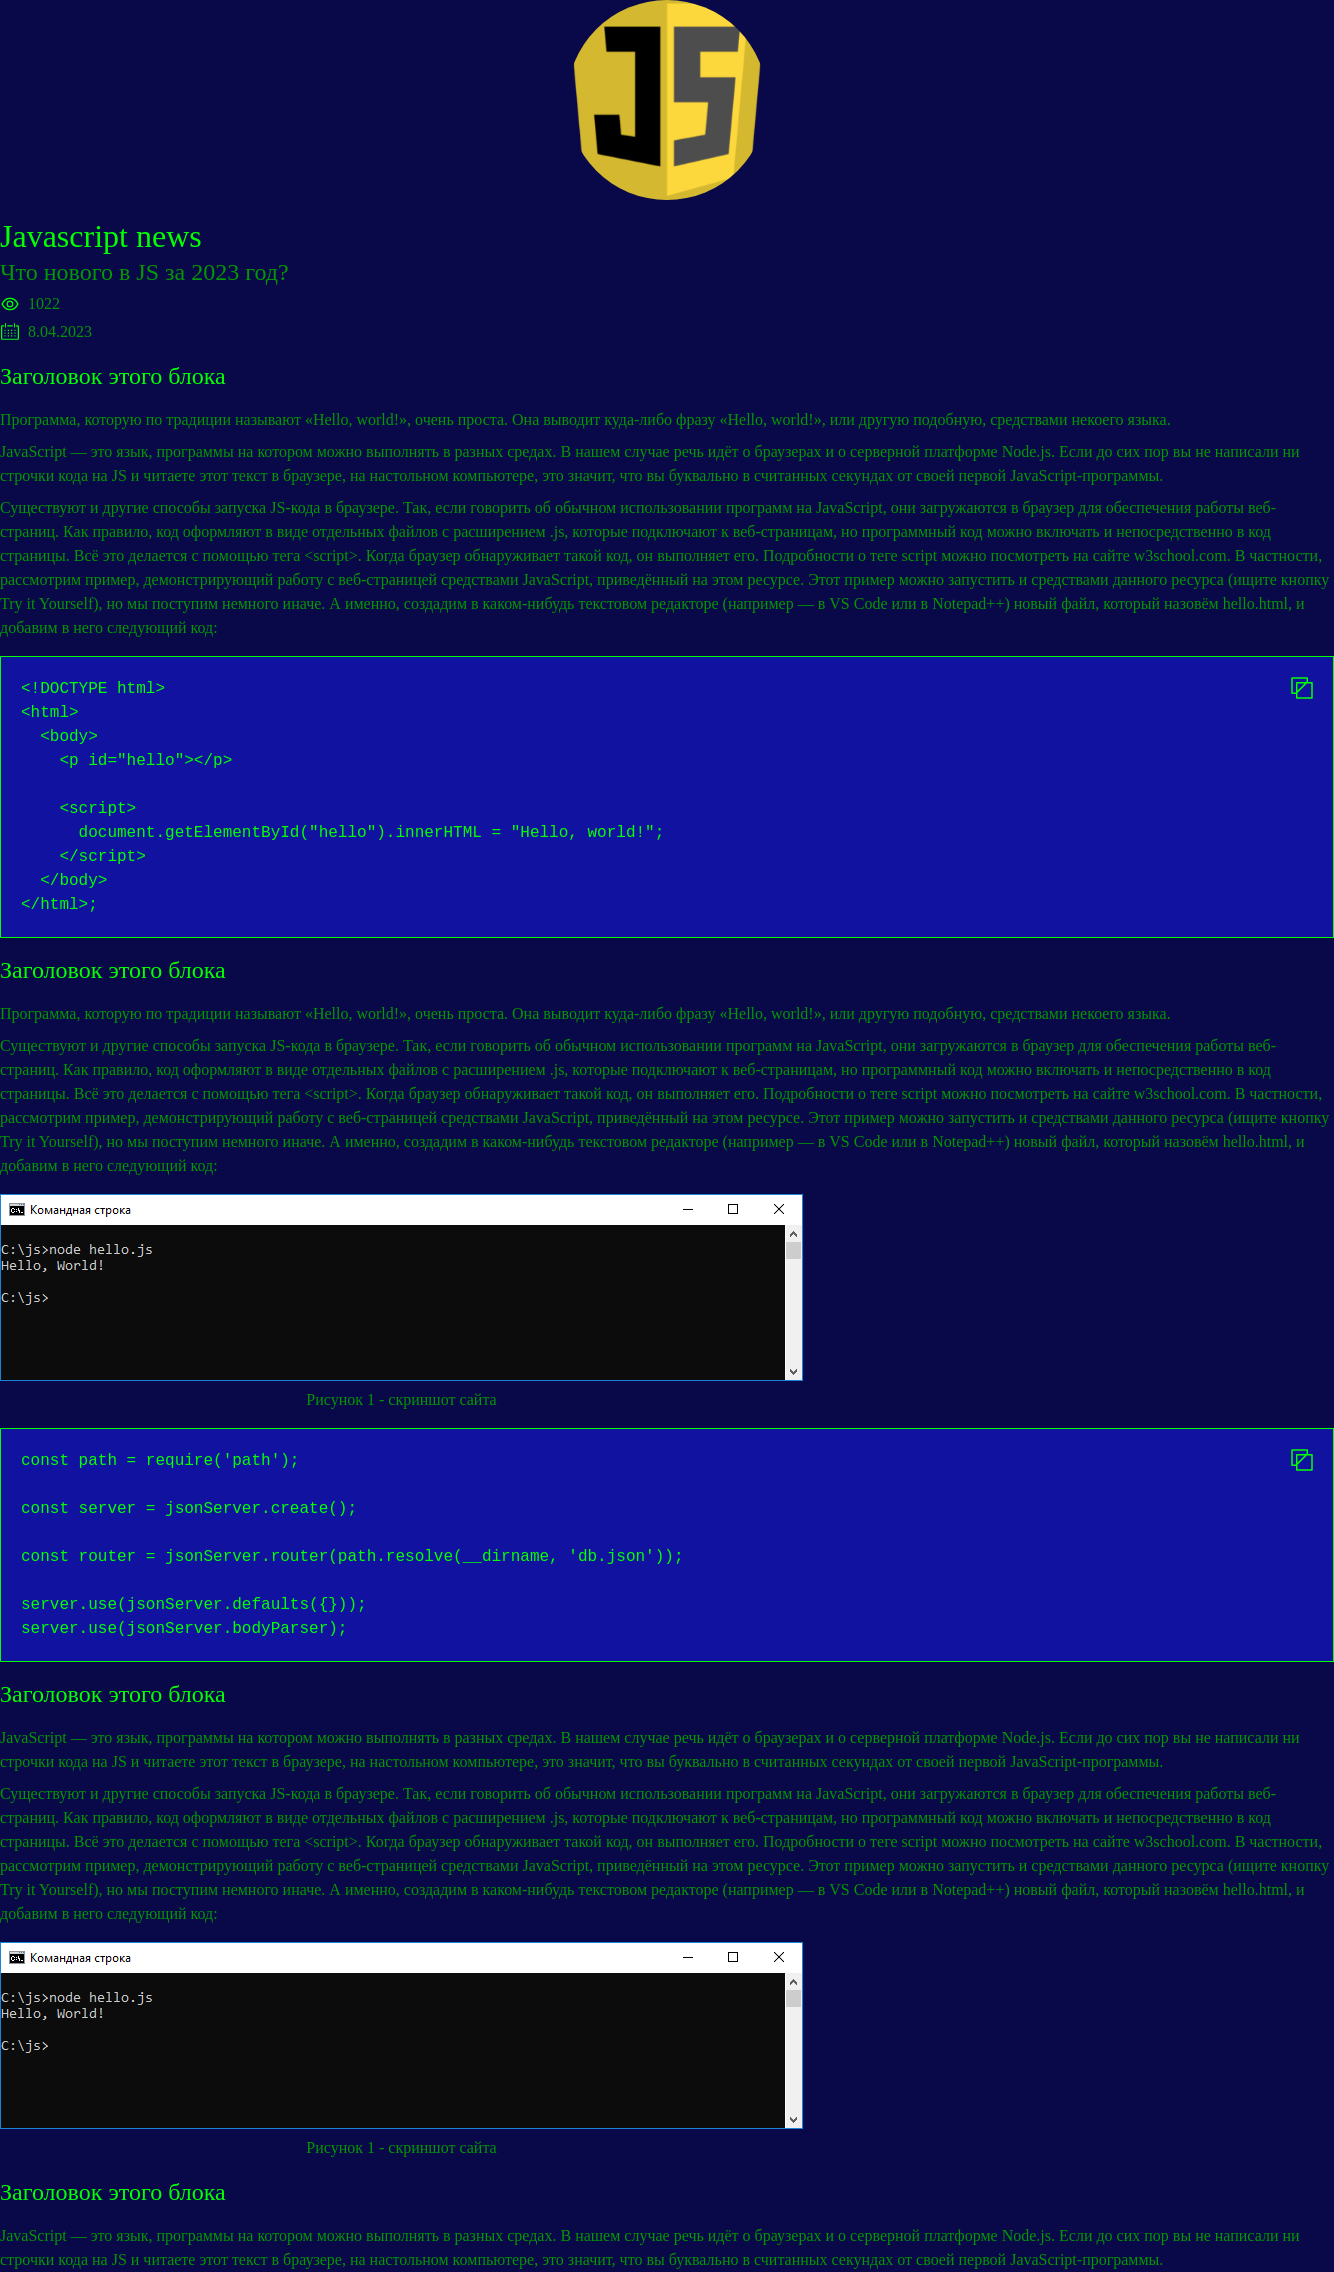 JS
Javascript news
Что нового в JS за 2023 год?
1022
8.04.2023
Заголовок этого блока
Программа, которую по традиции называют «Hello, world!», очень проста. Она выводит куда-либо фразу «Hello, world!», или другую подобную, средствами некоего языка.
JavaScript — это язык, программы на котором можно выполнять в разных средах. В нашем случае речь идёт о браузерах и о серверной платформе Node.js. Если до сих пор вы не написали ни
строчки кода на JS и читаете этот текст в браузере, на настольном компьютере, это значит, что вы буквально в считанных секундах от своей первой JavaScript-программы.
Существуют и другие способы запуска JS-кода в браузере. Так, если говорить об обычном использовании программ на JavaScript, они загружаются в браузер для обеспечения работы веб-
страниц. Как правило, код оформляют в виде отдельных файлов с расширением .js, которые подключают к веб-страницам, но программный код можно включать и непосредственно в код
страницы. Всё это делается с помощью тега <script>. Когда браузер обнаруживает такой код, он выполняет его. Подробности о теге script можно посмотреть на сайте w3school.com. В частности,
рассмотрим пример, демонстрирующий работу с веб-страницей средствами JavaScript, приведённый на этом ресурсе. Этот пример можно запустить и средствами данного ресурса (ищите кнопку
Try it Yourself), но мы поступим немного иначе. А именно, создадим в каком-нибудь текстовом редакторе (например — в VS Code или в Notepad++) новый файл, который назовём hello.html, и
добавим в него следующий код:
<!DOCTYPE html>
<html>
  <body>
    <p id="hello"></p>

    <script>
      document.getElementById("hello").innerHTML = "Hello, world!";
    </script>
  </body>
</html>;
Заголовок этого блока
Программа, которую по традиции называют «Hello, world!», очень проста. Она выводит куда-либо фразу «Hello, world!», или другую подобную, средствами некоего языка.
Существуют и другие способы запуска JS-кода в браузере. Так, если говорить об обычном использовании программ на JavaScript, они загружаются в браузер для обеспечения работы веб-
страниц. Как правило, код оформляют в виде отдельных файлов с расширением .js, которые подключают к веб-страницам, но программный код можно включать и непосредственно в код
страницы. Всё это делается с помощью тега <script>. Когда браузер обнаруживает такой код, он выполняет его. Подробности о теге script можно посмотреть на сайте w3school.com. В частности,
рассмотрим пример, демонстрирующий работу с веб-страницей средствами JavaScript, приведённый на этом ресурсе. Этот пример можно запустить и средствами данного ресурса (ищите кнопку
Try it Yourself), но мы поступим немного иначе. А именно, создадим в каком-нибудь текстовом редакторе (например — в VS Code или в Notepad++) новый файл, который назовём hello.html, и
добавим в него следующий код:
Командная строка
C:\js>node hello.js
Hello, World!
C:\js>
Рисунок 1 - скриншот сайта
const path = require('path');

const server = jsonServer.create();

const router = jsonServer.router(path.resolve(__dirname, 'db.json'));

server.use(jsonServer.defaults({}));
server.use(jsonServer.bodyParser);
Заголовок этого блока
JavaScript — это язык, программы на котором можно выполнять в разных средах. В нашем случае речь идёт о браузерах и о серверной платформе Node.js. Если до сих пор вы не написали ни
строчки кода на JS и читаете этот текст в браузере, на настольном компьютере, это значит, что вы буквально в считанных секундах от своей первой JavaScript-программы.
Существуют и другие способы запуска JS-кода в браузере. Так, если говорить об обычном использовании программ на JavaScript, они загружаются в браузер для обеспечения работы веб-
страниц. Как правило, код оформляют в виде отдельных файлов с расширением .js, которые подключают к веб-страницам, но программный код можно включать и непосредственно в код
страницы. Всё это делается с помощью тега <script>. Когда браузер обнаруживает такой код, он выполняет его. Подробности о теге script можно посмотреть на сайте w3school.com. В частности,
рассмотрим пример, демонстрирующий работу с веб-страницей средствами JavaScript, приведённый на этом ресурсе. Этот пример можно запустить и средствами данного ресурса (ищите кнопку
Try it Yourself), но мы поступим немного иначе. А именно, создадим в каком-нибудь текстовом редакторе (например — в VS Code или в Notepad++) новый файл, который назовём hello.html, и
добавим в него следующий код:
Командная строка
C:\js>node hello.js
Hello, World!
C:\js>
Рисунок 1 - скриншот сайта
Заголовок этого блока
JavaScript — это язык, программы на котором можно выполнять в разных средах. В нашем случае речь идёт о браузерах и о серверной платформе Node.js. Если до сих пор вы не написали ни
строчки кода на JS и читаете этот текст в браузере, на настольном компьютере, это значит, что вы буквально в считанных секундах от своей первой JavaScript-программы.